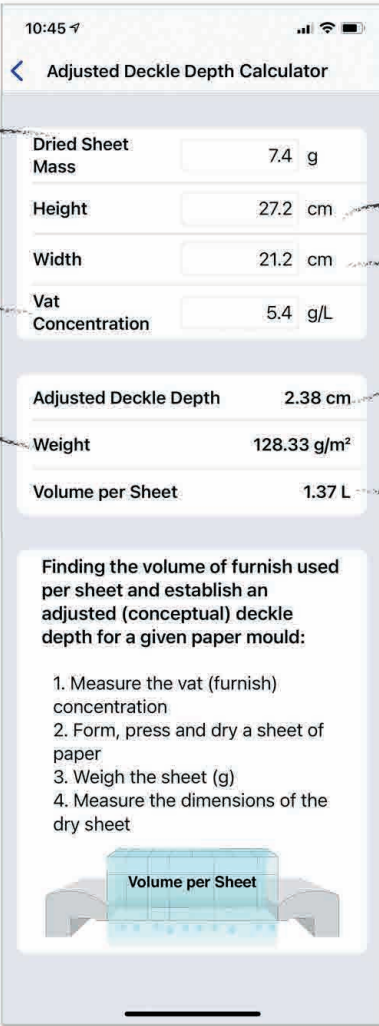 10:45
Adjusted Deckle Depth Calculator
Dried Sheet
Mass
7.4 g
Height 27.2 cm
Width 21.2 cm
Vat
Concentration
5.4 g/L
Adjusted Deckle Depth 2.38 cm
Weight 128.33 g/m²
Volume per Sheet 1.37 L
Finding the volume of furnish used
per sheet and establish an
adjusted (conceptual) deckle
depth for a given paper mould:
1. Measure the vat (furnish)
concentration
2. Form, press and dry a sheet of
paper
3. Weigh the sheet (g)
4. Measure the dimensions of the
dry sheet
Volume per Sheet